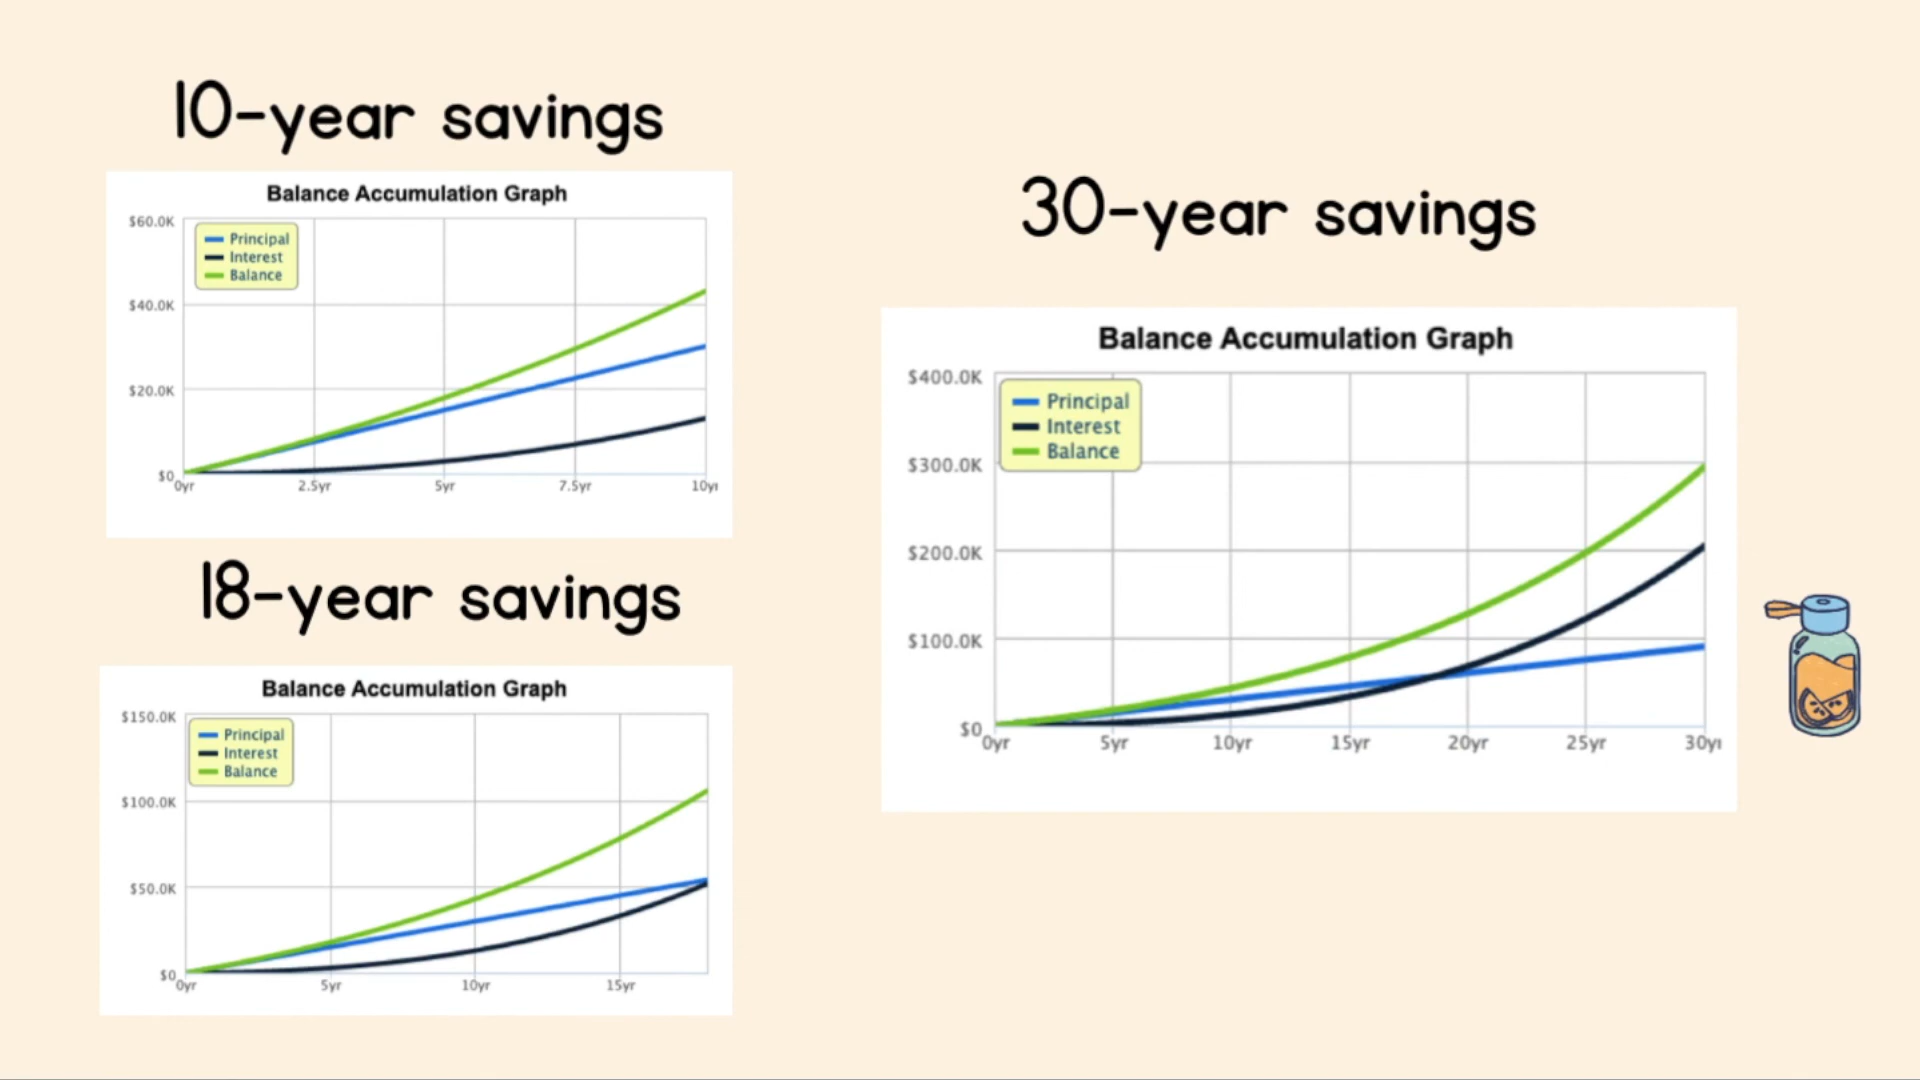 10-year savings
Balance Accumulation Graph
$60.0K
$40.0K
$20.0K
$0
Principal
Interest
Balance
0yr 2.5yr 5yr 7.5yr 10yr
18-year savings
Balance Accumulation Graph
$150.0K
$100.0K
$50.0K
$0
Principal
Interest
Balance
0yr 5yr 10yr 15yr
30-year savings
Balance Accumulation Graph
$400.0K
$300.0K
$200.0K
$100.0K
$0
Principal
Interest
Balance
0yr 5yr 10yr 15yr 20yr 25yr 30yr